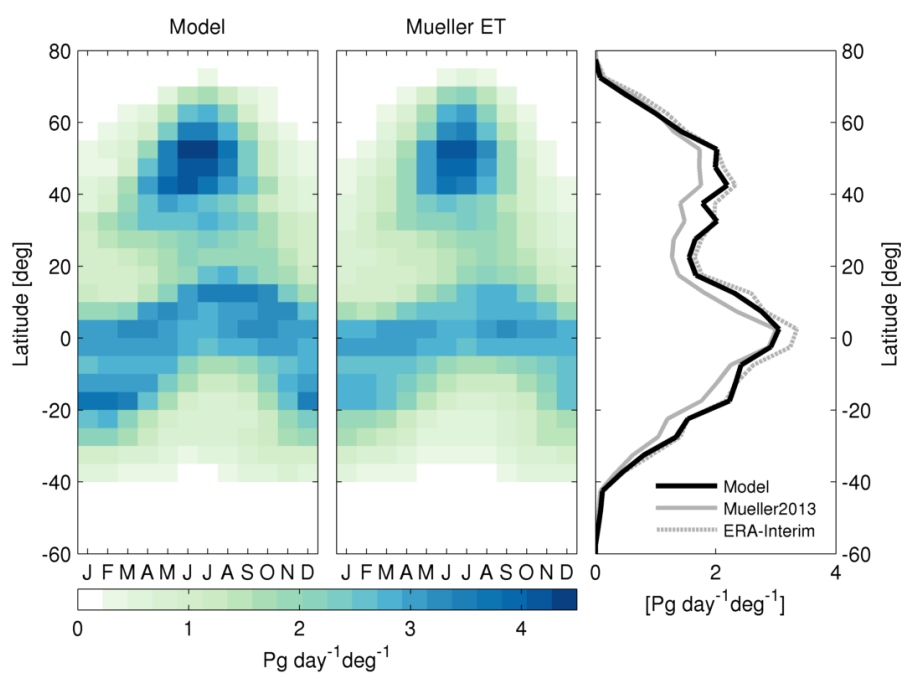 Model
Mueller ET
80
60
40
20
0
-20
-40
-60
Latitude [deg]
J F M A M J J A S O N D
J F M A M J J A S O N D
80
60
40
20
0
-20
-40
-60
Latitude [deg]
Model
Mueller2013
ERA-Interim
0 2 4
[Pg day⁻¹deg⁻¹]
0 1 2 3 4
Pg day⁻¹deg⁻¹